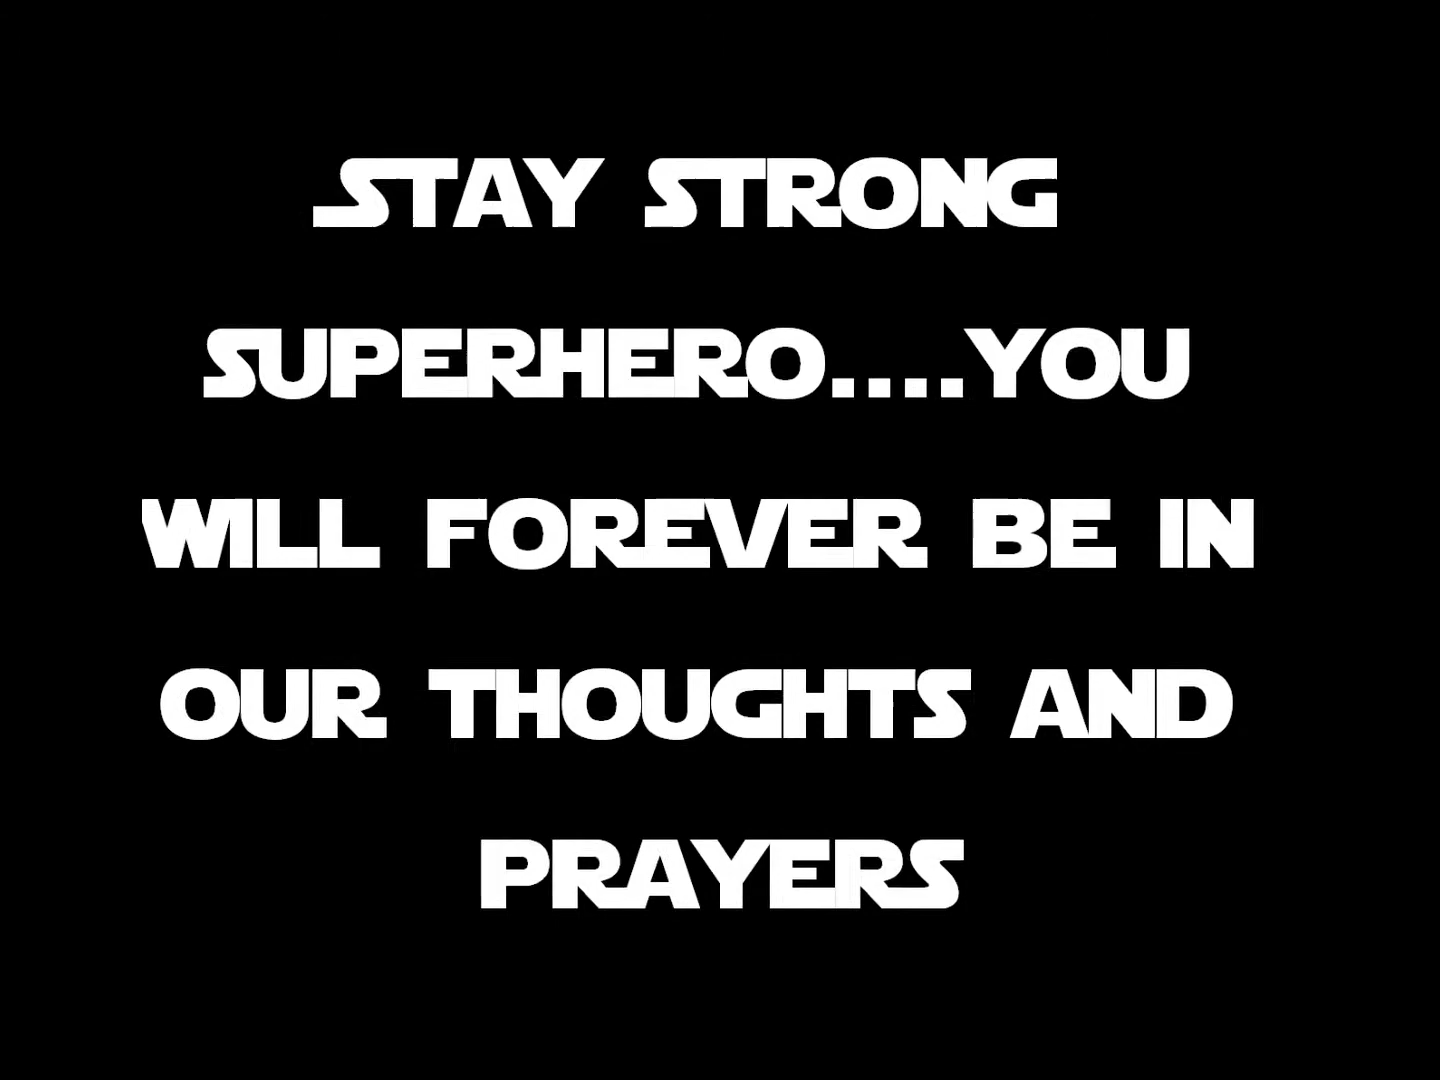 STAY STRONG
SUPERHERO....YOU
WILL FOREVER BE IN
OUR THOUGHTS AND
PRAYERS